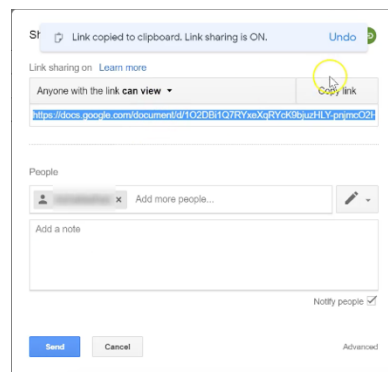 Sh
Link copied to clipboard. Link sharing is ON.
Undo
Link sharing on Learn more
Anyone with the link can view
Copy link
https://docs.google.com/document/d/1O2DBi1Q7RYxeXqRYcK9bjuzHLY-pnjmcO2H
People
Add more people...
Add a note
Notify people
Send
Cancel
Advanced